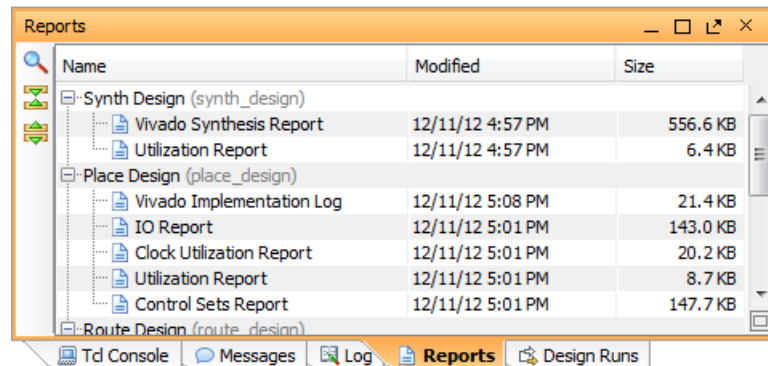 Reports
Name Modified Size
Synth Design (synth_design)
Vivado Synthesis Report 12/11/12 4:57 PM 556.6 KB
Utilization Report 12/11/12 4:57 PM 6.4 KB
Place Design (place_design)
Vivado Implementation Log 12/11/12 5:08 PM 21.4 KB
IO Report 12/11/12 5:01 PM 143.0 KB
Clock Utilization Report 12/11/12 5:01 PM 20.2 KB
Utilization Report 12/11/12 5:01 PM 8.7 KB
Control Sets Report 12/11/12 5:01 PM 147.7 KB
Route Design (route_design)
Tcl Console Messages Log Reports Design Runs